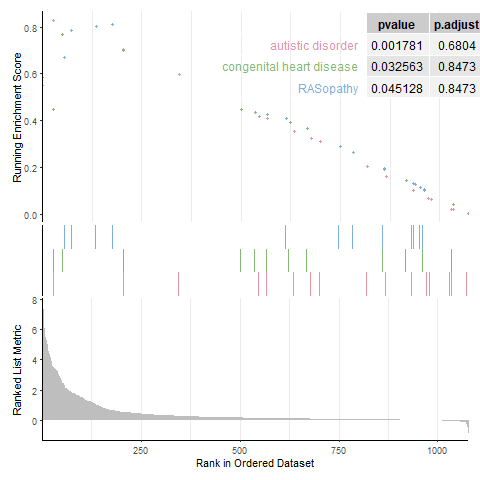 pvalue p.adjust
autistic disorder 0.001781 0.6804
congenital heart disease 0.032563 0.8473
RASopathy 0.045128 0.8473
Running Enrichment Score
0.8
0.6
0.4
0.2
0.0
Ranked List Metric
8
6
4
2
0
250 500 750 1000
Rank in Ordered Dataset